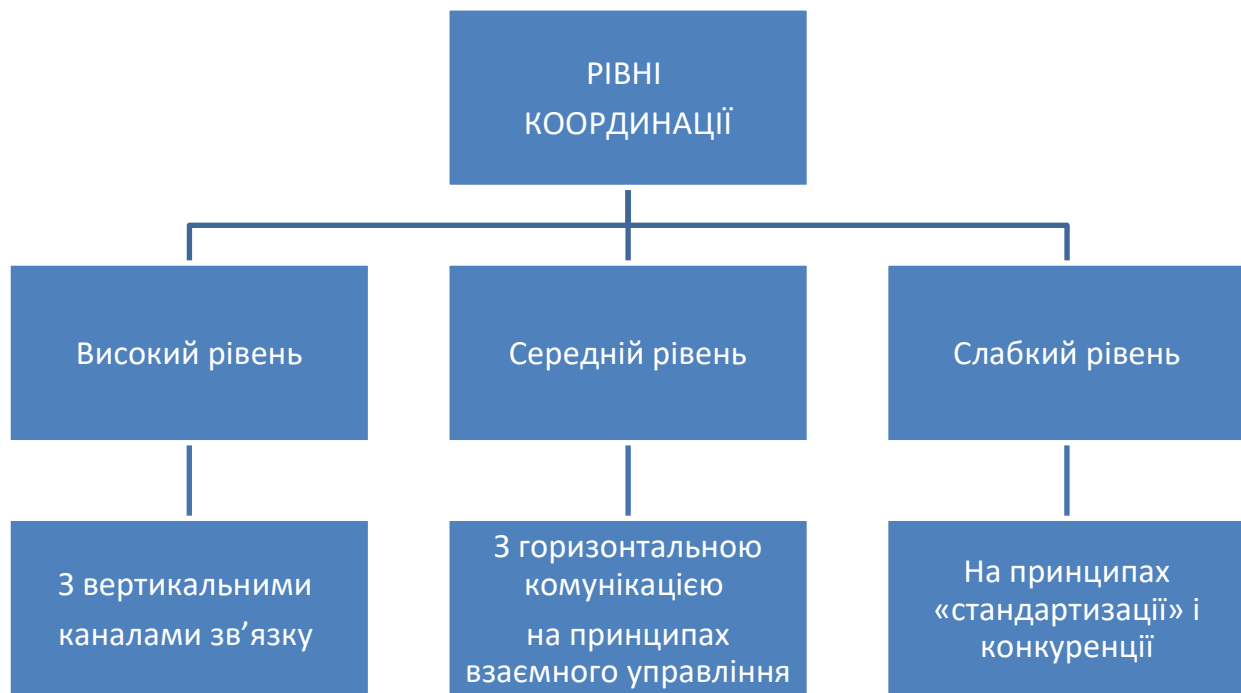 РІВНІ
КООРДИНАЦІЇ
Високий рівень
Середній рівень
Слабкий рівень
З вертикальними
каналами зв’язку
З горизонтальною
комунікацією
на принципах
взаємного управління
На принципах
«стандартизації» і
конкуренції